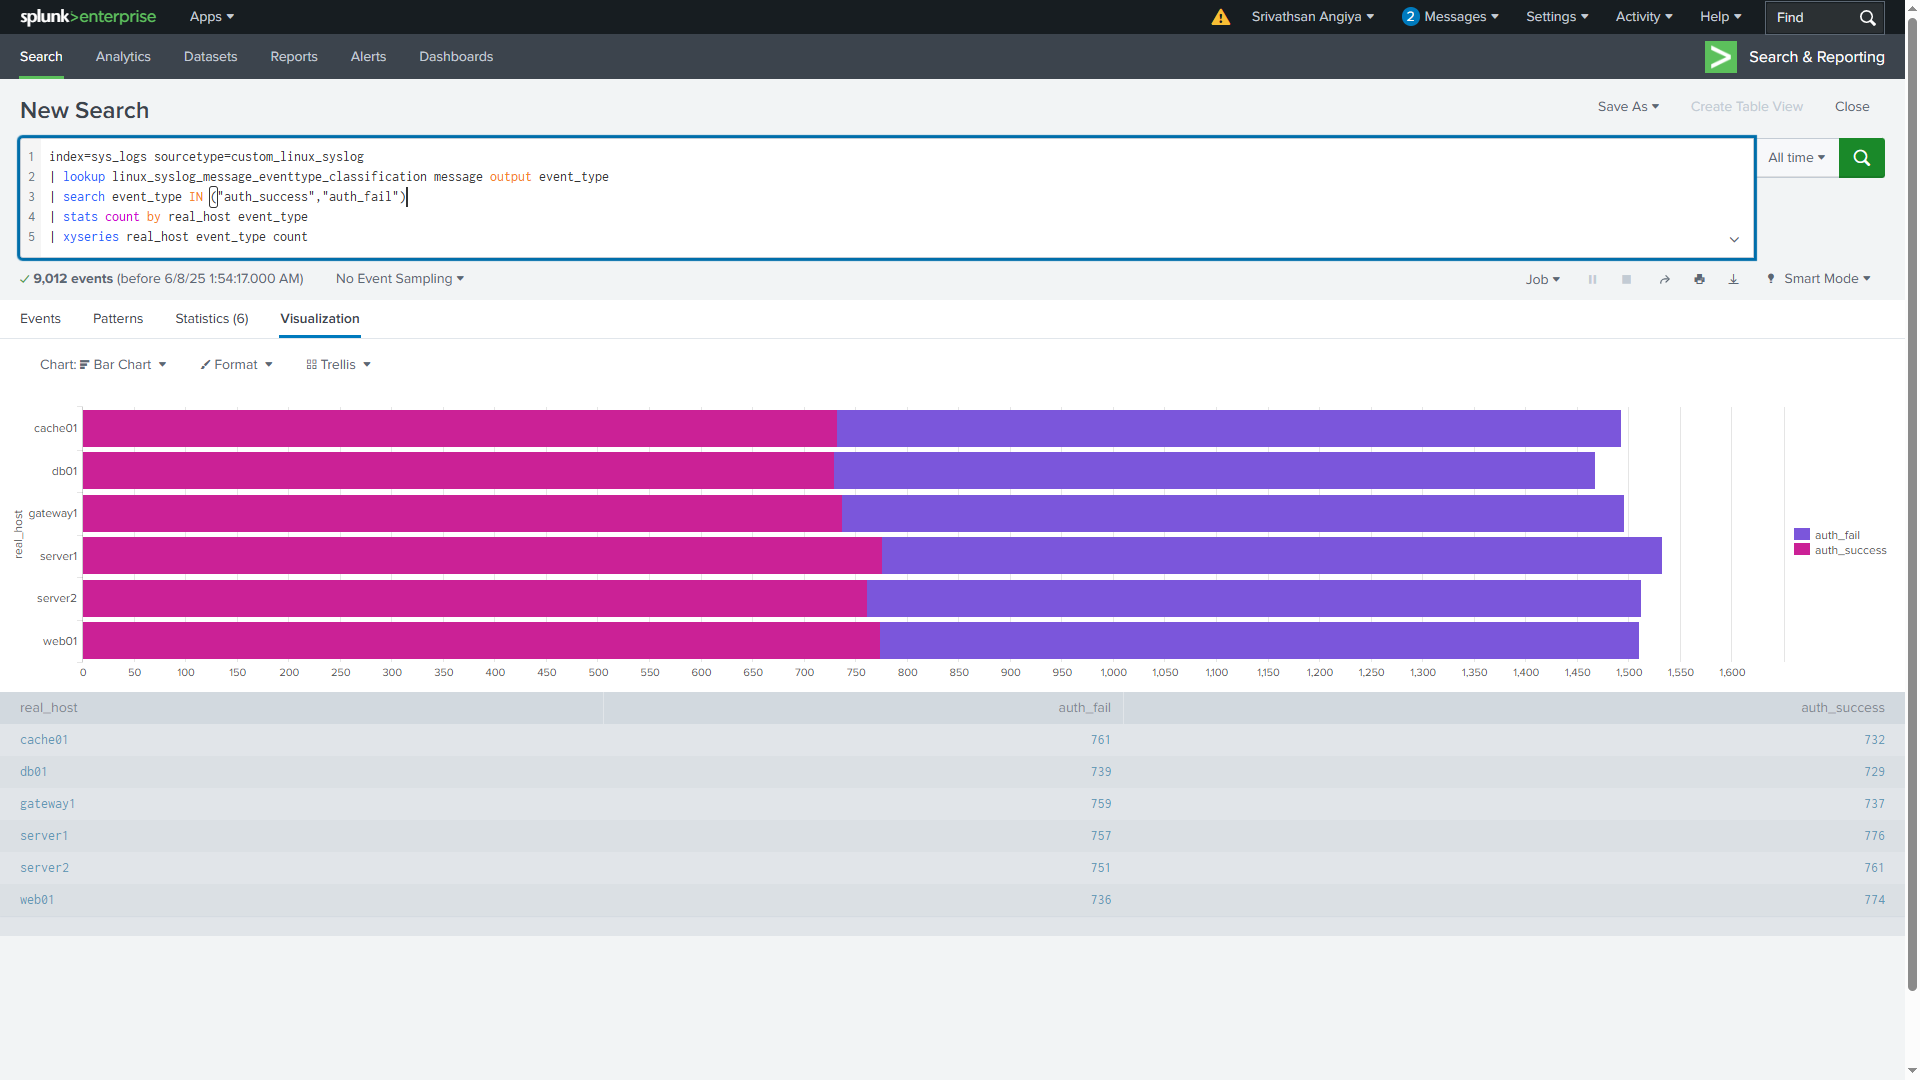 splunk>enterprise Apps Srivathsan Angiya 2 Messages Settings Activity Help Find
Search Analytics Datasets Reports Alerts Dashboards Search & Reporting
New Search Save As Create Table View Close
1 index=sys_logs sourcetype=custom_linux_syslog
2 | lookup linux_syslog_message_eventtype_classification message output event_type
3 | search event_type IN ("auth_success","auth_fail")
4 | stats count by real_host event_type
5 | xyseries real_host event_type count
All time
9,012 events (before 6/8/25 1:54:17.000 AM) No Event Sampling Job Smart Mode
Events Patterns Statistics (6) Visualization
Chart: Bar Chart Format Trellis
real_host
cache01
db01
gateway1
server1
server2
web01
0 50 100 150 200 250 300 350 400 450 500 550 600 650 700 750 800 850 900 950 1,000 1,050 1,100 1,150 1,200 1,250 1,300 1,350 1,400 1,450 1,500 1,550 1,600
auth_fail
auth_success
real_host auth_fail auth_success
cache01 761 732
db01 739 729
gateway1 759 737
server1 757 776
server2 751 761
web01 736 774